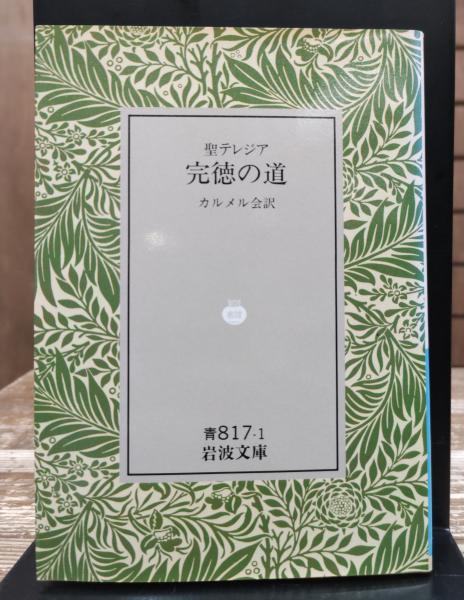 聖テレジア
完徳の道
カルメル会訳
青817-1
岩波文庫